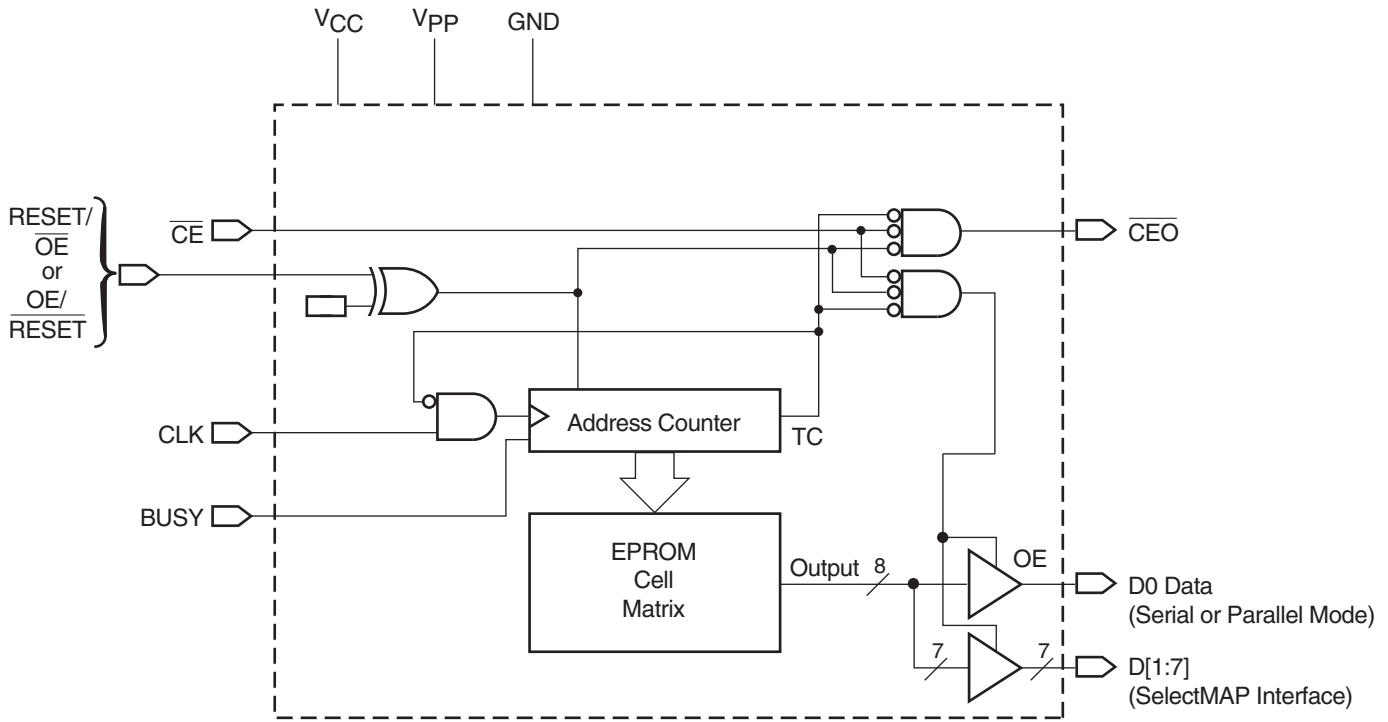 VCC
VPP
GND
RESET/
OE
or
OE/
RESET
CE
CEO
CLK
Address Counter
TC
BUSY
EPROM
Cell
Matrix
Output
8
OE
D0 Data
(Serial or Parallel Mode)
7
7
D[1:7]
(SelectMAP Interface)